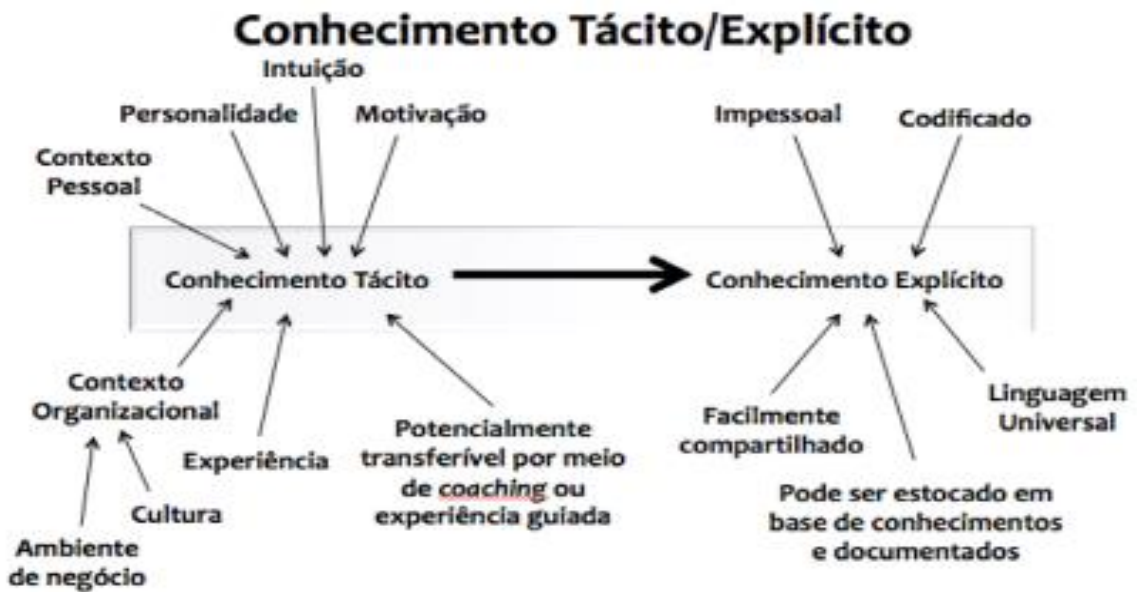 Conhecimento Tácito/Explícito
Intuição
Personalidade
Motivação
Contexto
Pessoal
Impessoal
Codificado
Conhecimento Tácito
Conhecimento Explícito
Contexto
Organizacional
Experiência
Cultura
Ambiente
de negócio
Potencialmente
transferível por meio
de coaching ou
experiência guiada
Facilmente
compartilhado
Linguagem
Universal
Pode ser estocado em
base de conhecimentos
e documentados